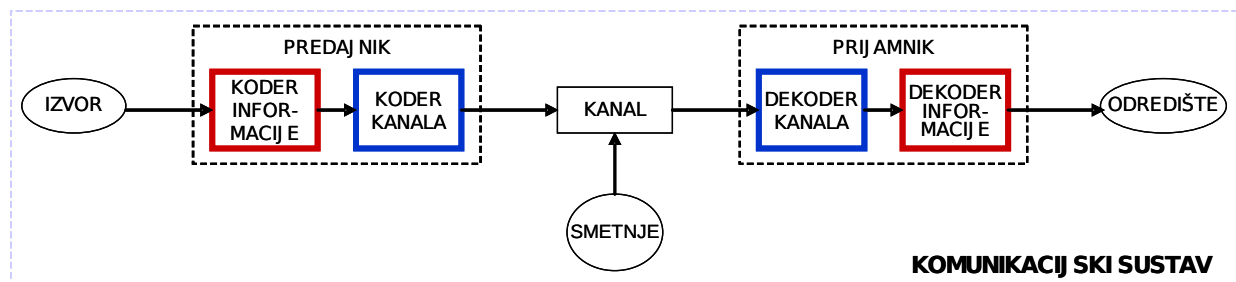 PREDAJNIK
PRIJAMNIK
IZVOR
KODER
INFOR-
MACIJE
KODER
KANALA
KANAL
DEKODER
KANALA
DEKODER
INFOR-
MACIJE
ODREDIŠTE
SMETNJE
KOMUNIKACIJSKI SUSTAV